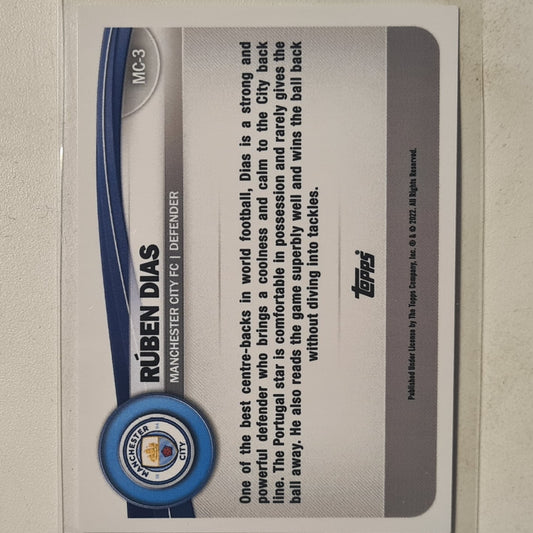 MC-3
RÚBEN DIAS
MANCHESTER CITY FC | DEFENDER
MANCHESTER
CITY
One of the best centre-backs in world football, Dias is a strong and
powerful defender who brings a coolness and calm to the City back
line. The Portugal star is comfortable in possession and rarely gives the
ball away. He also reads the game superbly well and wins the ball back
without diving into tackles.
Topps
Published Under License by The Topps Company, Inc. ® & © 2022. All Rights Reserved.